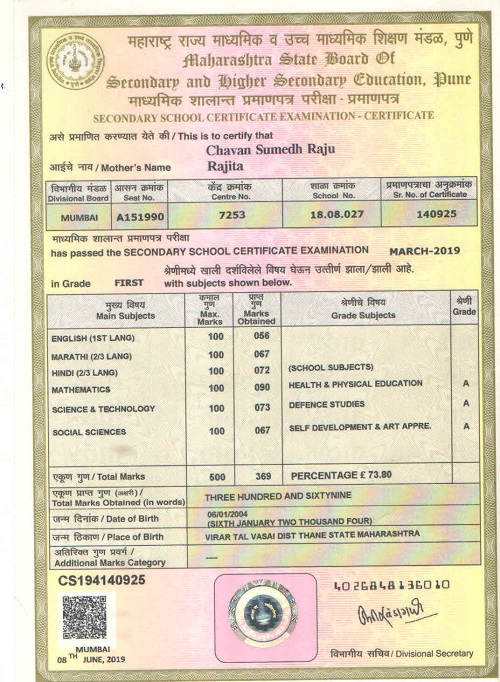 महाराष्ट्र राज्य माध्यमिक व उच्च माध्यमिक शिक्षण मंडळ, पुणे
Maharashtra State Board Of
Secondary and Higher Secondary Education, Pune
माध्यमिक शालान्त प्रमाणपत्र परीक्षा - प्रमाणपत्र
SECONDARY SCHOOL CERTIFICATE EXAMINATION - CERTIFICATE
असे प्रमाणित करण्यात येते की / This is to certify that
Chavan Sumedh Raju
आईचे नाव / Mother's Name Rajita
विभागीय मंडळ आसन क्रमांक केंद्र क्रमांक शाळा क्रमांक प्रमाणपत्राचा अनुक्रमांक
Divisional Board Seat No. Centre No. School No. Sr. No. of Certificate
MUMBAI A151990 7253 18.08.027 140925
माध्यमिक शालान्त प्रमाणपत्र परीक्षा
has passed the SECONDARY SCHOOL CERTIFICATE EXAMINATION MARCH-2019
श्रेणीमध्ये खाली दर्शविलेले विषय घेऊन उत्तीर्ण झाला/झाली आहे.
in Grade FIRST with subjects shown below.
मुख्य विषय कमाल गुण प्राप्त गुण श्रेणीचे विषय श्रेणी
Main Subjects Max. Marks Marks Obtained Grade Subjects Grade
ENGLISH (1ST LANG) 100 056
MARATHI (2/3 LANG) 100 067
HINDI (2/3 LANG) 100 072 (SCHOOL SUBJECTS)
MATHEMATICS 100 090 HEALTH & PHYSICAL EDUCATION A
SCIENCE & TECHNOLOGY 100 073 DEFENCE STUDIES A
SOCIAL SCIENCES 100 067 SELF DEVELOPMENT & ART APPRE. A
एकूण गुण / Total Marks 500 369 PERCENTAGE £ 73.80
एकूण प्राप्त गुण (अक्षरी) /
Total Marks Obtained (in words) THREE HUNDRED AND SIXTYNINE
जन्म दिनांक / Date of Birth 06/01/2004
(SIXTH JANUARY TWO THOUSAND FOUR)
जन्म ठिकाण / Place of Birth VIRAR TAL VASAI DIST THANE STATE MAHARASHTRA
अतिरिक्त गुण प्रवर्ग /
Additional Marks Category ----
CS194140925
4026848136010
MUMBAI
08 TH JUNE, 2019
विभागीय सचिव / Divisional Secretary